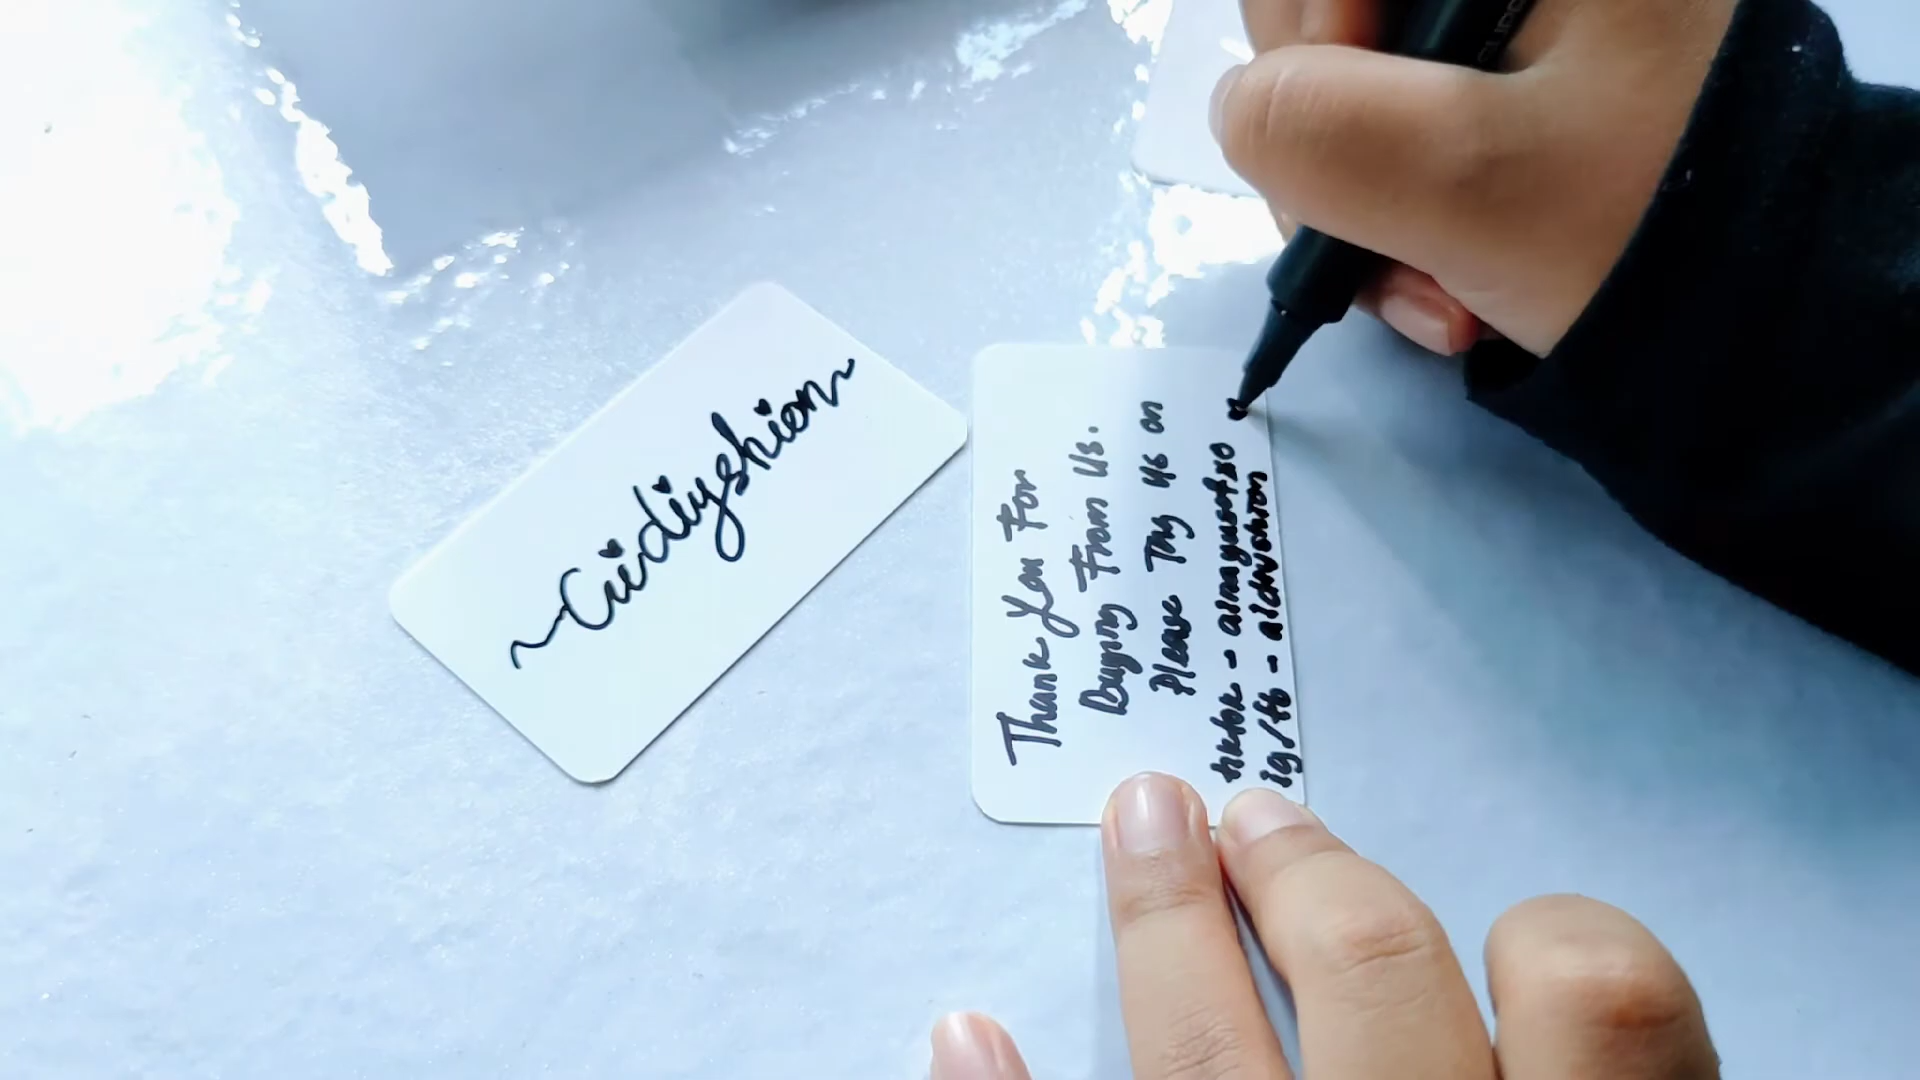 ~Cudiyshion~
Thank You For
Buying From Us.
Please Tag Us on
tiktok -
ig/fb -